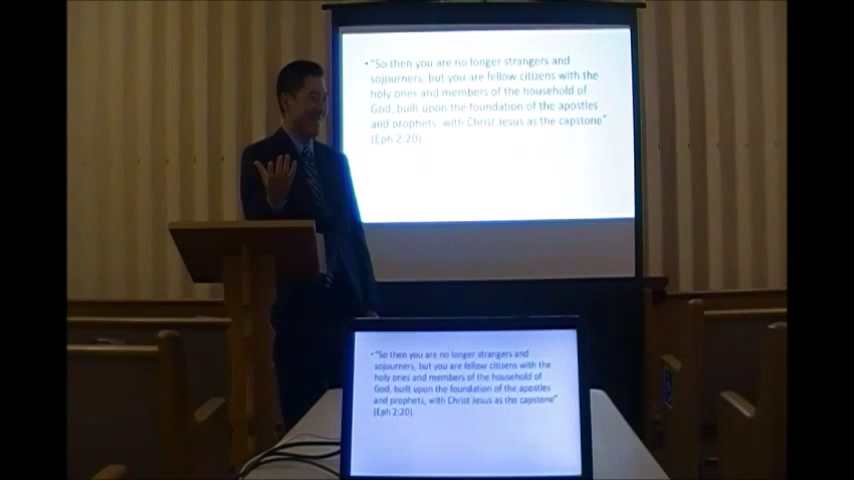 • "So then you are no longer strangers and
sojourners, but you are fellow citizens with the
holy ones and members of the household of
God, built upon the foundation of the apostles
and prophets, with Christ Jesus as the capstone"
(Eph 2:20)
• "So then you are no longer strangers and
sojourners, but you are fellow citizens with the
holy ones and members of the household of
God, built upon the foundation of the apostles
and prophets, with Christ Jesus as the capstone"
(Eph 2:20).